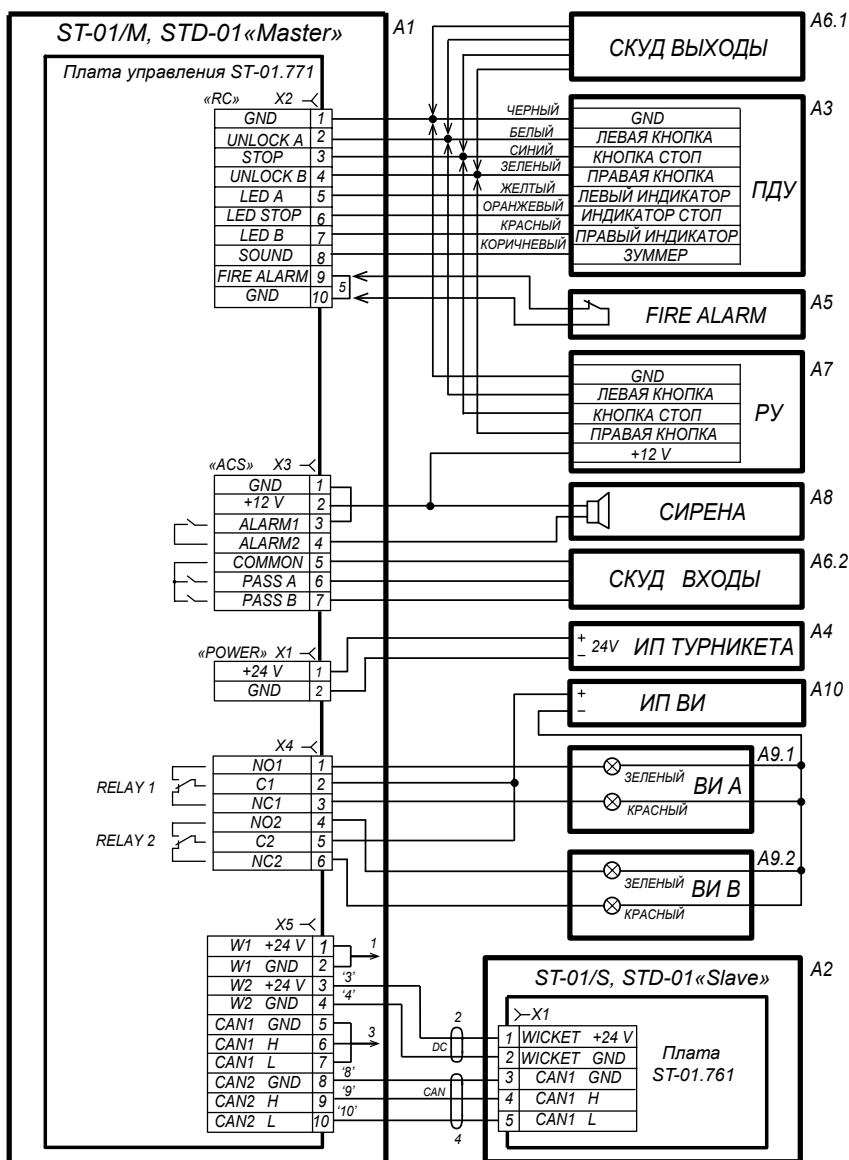 ST-01/M, STD-01«Master»
A1
Плата управления ST-01.771
«RC» X2
GND 1
UNLOCK A 2
STOP 3
UNLOCK B 4
LED A 5
LED STOP 6
LED B 7
SOUND 8
FIRE ALARM 9
GND 10
5
ЧЕРНЫЙ
БЕЛЫЙ
СИНИЙ
ЗЕЛЕНЫЙ
ЖЕЛТЫЙ
ОРАНЖЕВЫЙ
КРАСНЫЙ
КОРИЧНЕВЫЙ
СКУД ВЫХОДЫ
A6.1
A3
GND
ЛЕВАЯ КНОПКА
КНОПКА СТОП
ПРАВАЯ КНОПКА
ЛЕВЫЙ ИНДИКАТОР
ИНДИКАТОР СТОП
ПРАВЫЙ ИНДИКАТОР
ЗУММЕР
ПДУ
FIRE ALARM
A5
A7
GND
ЛЕВАЯ КНОПКА
КНОПКА СТОП
ПРАВАЯ КНОПКА
+12 V
РУ
«ACS» X3
GND 1
+12 V 2
ALARM1 3
ALARM2 4
COMMON 5
PASS A 6
PASS B 7
СИРЕНА
A8
СКУД ВХОДЫ
A6.2
«POWER» X1
+24 V 1
GND 2
+
− 24V ИП ТУРНИКЕТА
A4
+
− ИП ВИ
A10
X4
NO1 1
C1 2
NC1 3
NO2 4
C2 5
NC2 6
RELAY 1
RELAY 2
A9.1
ЗЕЛЕНЫЙ
ВИ A
КРАСНЫЙ
A9.2
ЗЕЛЕНЫЙ
ВИ B
КРАСНЫЙ
X5
W1 +24 V 1
W1 GND 2
W2 +24 V 3
W2 GND 4
CAN1 GND 5
CAN1 H 6
CAN1 L 7
CAN2 GND 8
CAN2 H 9
CAN2 L 10
1
'3'
'4'
3
'8'
'9'
'10'
2
DC
CAN
4
ST-01/S, STD-01«Slave»
A2
X1
1 WICKET +24 V
2 WICKET GND
3 CAN1 GND
4 CAN1 H
5 CAN1 L
Плата
ST-01.761